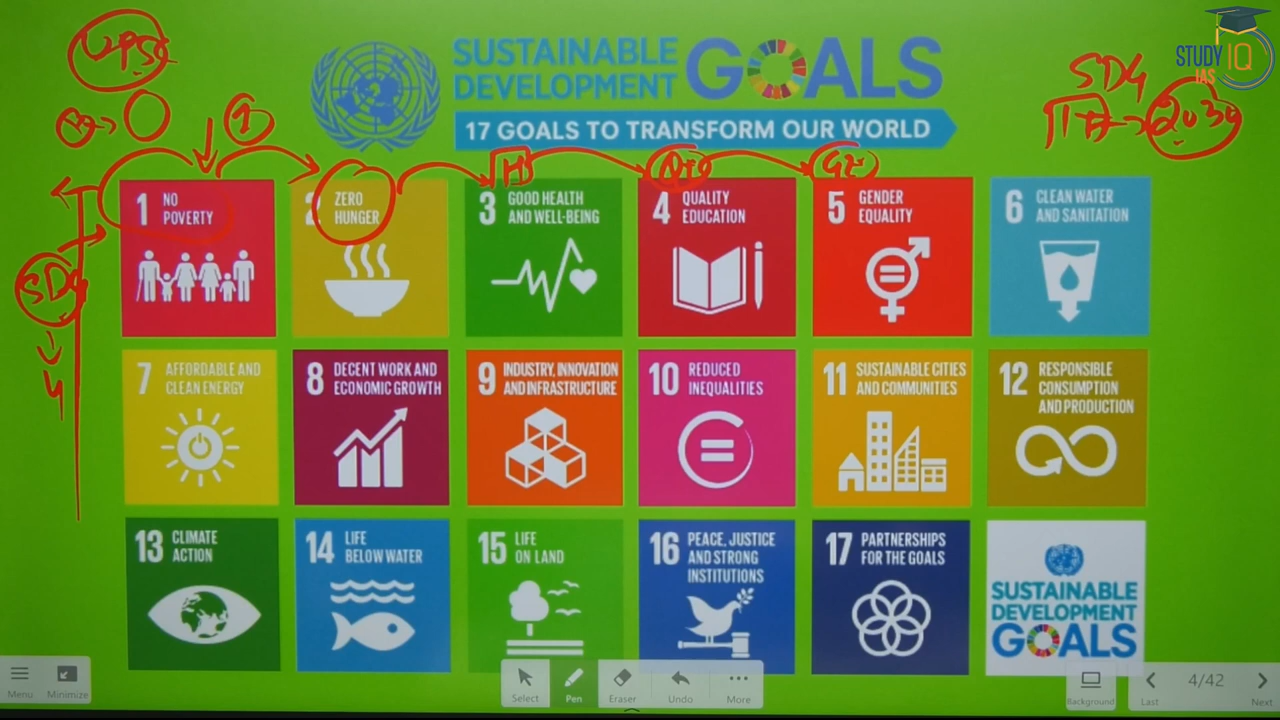 UPSC
SUSTAINABLE
DEVELOPMENT
GOALS
17 GOALS TO TRANSFORM OUR WORLD
STUDY IQ
IAS
SDG
2030
1 NO
POVERTY
2 ZERO
HUNGER
3 GOOD HEALTH
AND WELL-BEING
4 QUALITY
EDUCATION
5 GENDER
EQUALITY
6 CLEAN WATER
AND SANITATION
SDG
7 AFFORDABLE AND
CLEAN ENERGY
8 DECENT WORK AND
ECONOMIC GROWTH
9 INDUSTRY, INNOVATION
AND INFRASTRUCTURE
10 REDUCED
INEQUALITIES
11 SUSTAINABLE CITIES
AND COMMUNITIES
12 RESPONSIBLE
CONSUMPTION
AND PRODUCTION
13 CLIMATE
ACTION
14 LIFE
BELOW WATER
15 LIFE
ON LAND
16 PEACE, JUSTICE
AND STRONG
INSTITUTIONS
17 PARTNERSHIPS
FOR THE GOALS
SUSTAINABLE
DEVELOPMENT
GOALS
Menu
Minimize
Select
Pen
Eraser
Undo
More
Background
Last
4/42
Next